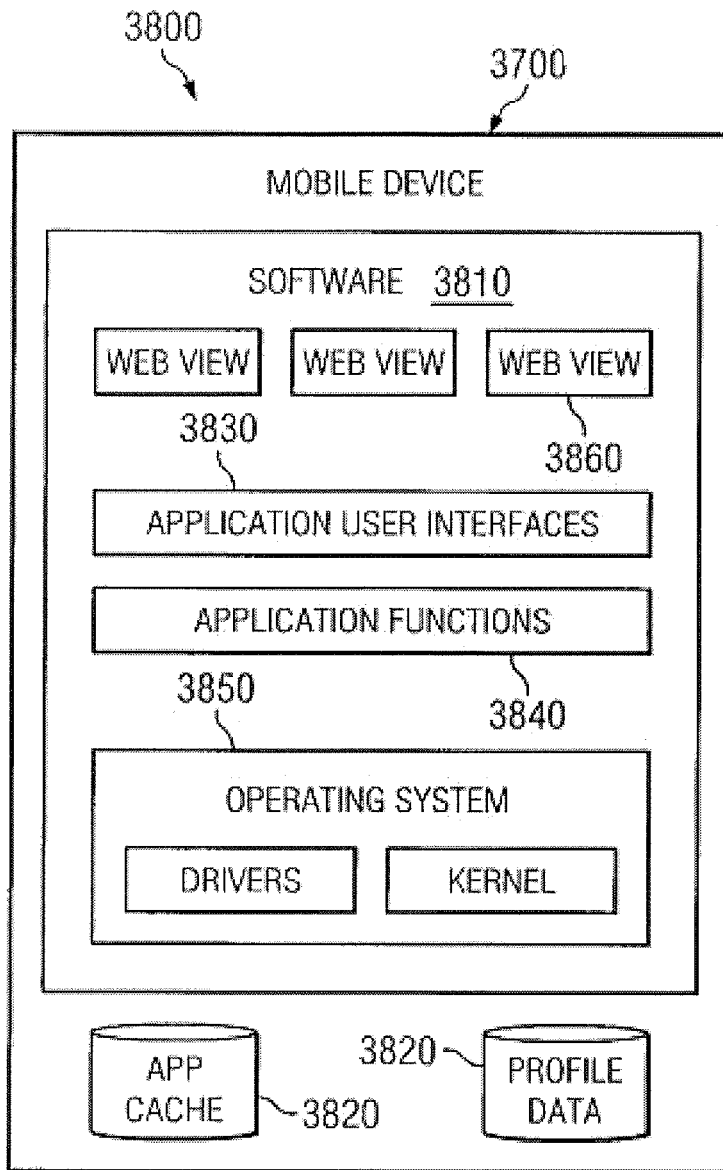 3800
3700
MOBILE DEVICE
SOFTWARE 3810
WEB VIEW WEB VIEW WEB VIEW
3830
3860
APPLICATION USER INTERFACES
APPLICATION FUNCTIONS
3850
3840
OPERATING SYSTEM
DRIVERS KERNEL
APP
CACHE
3820
3820
PROFILE
DATA